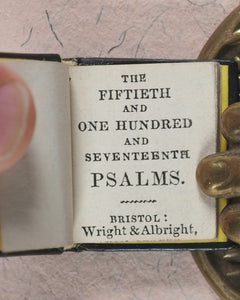 THE
FIFTIETH
AND
ONE HUNDRED
AND
SEVENTEENTH
PSALMS.
BRISTOL:
Wright & Albright,